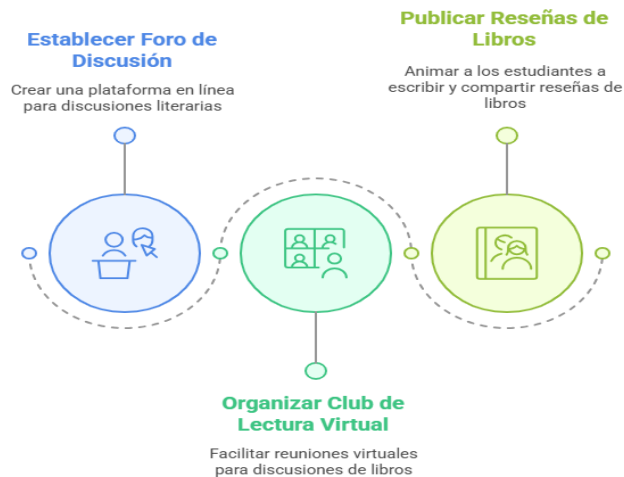 Establecer Foro de
Discusión
Crear una plataforma en línea
para discusiones literarias
Organizar Club de
Lectura Virtual
Facilitar reuniones virtuales
para discusiones de libros
Publicar Reseñas de
Libros
Animar a los estudiantes a
escribir y compartir reseñas de
libros